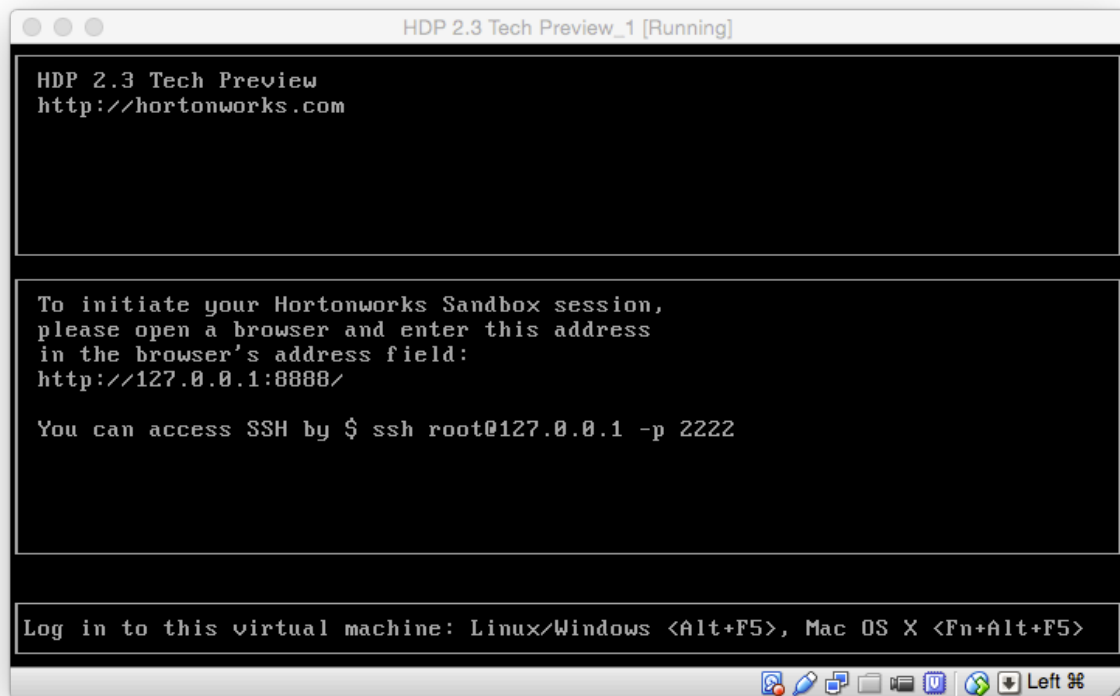 HDP 2.3 Tech Preview_1 [Running]
HDP 2.3 Tech Preview
http://hortonworks.com
To initiate your Hortonworks Sandbox session,
please open a browser and enter this address
in the browser's address field:
http://127.0.0.1:8888/
You can access SSH by $ ssh root@127.0.0.1 -p 2222
Log in to this virtual machine: Linux/Windows <Alt+F5>, Mac OS X <Fn+Alt+F5>
Left ⌘